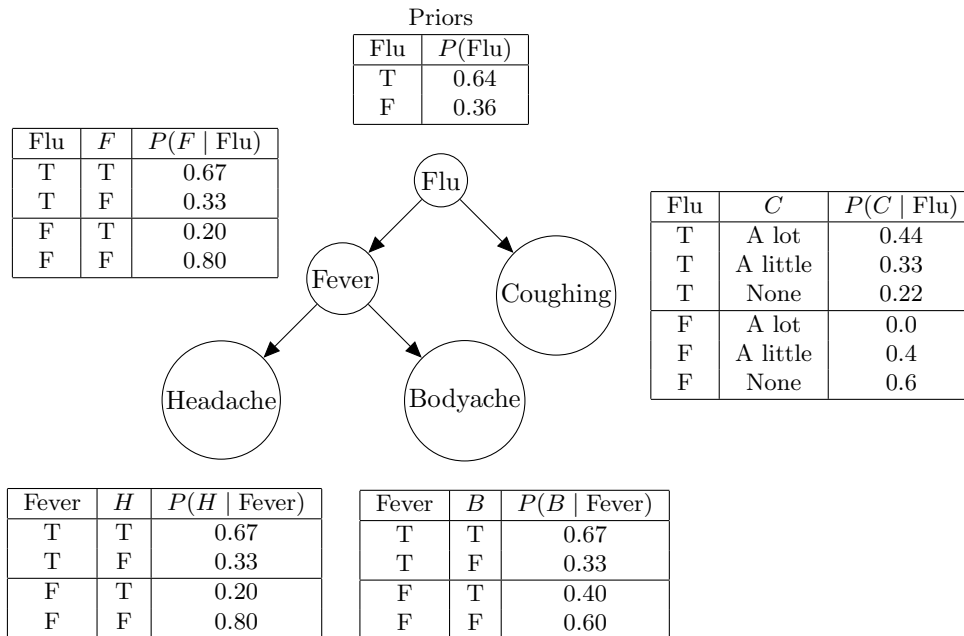 Priors
Flu P(Flu)
T 0.64
F 0.36
Flu F P(F | Flu)
T T 0.67
T F 0.33
F T 0.20
F F 0.80
Flu
Fever
Coughing
Headache
Bodyache
Flu C P(C | Flu)
T A lot 0.44
T A little 0.33
T None 0.22
F A lot 0.0
F A little 0.4
F None 0.6
Fever H P(H | Fever)
T T 0.67
T F 0.33
F T 0.20
F F 0.80
Fever B P(B | Fever)
T T 0.67
T F 0.33
F T 0.40
F F 0.60